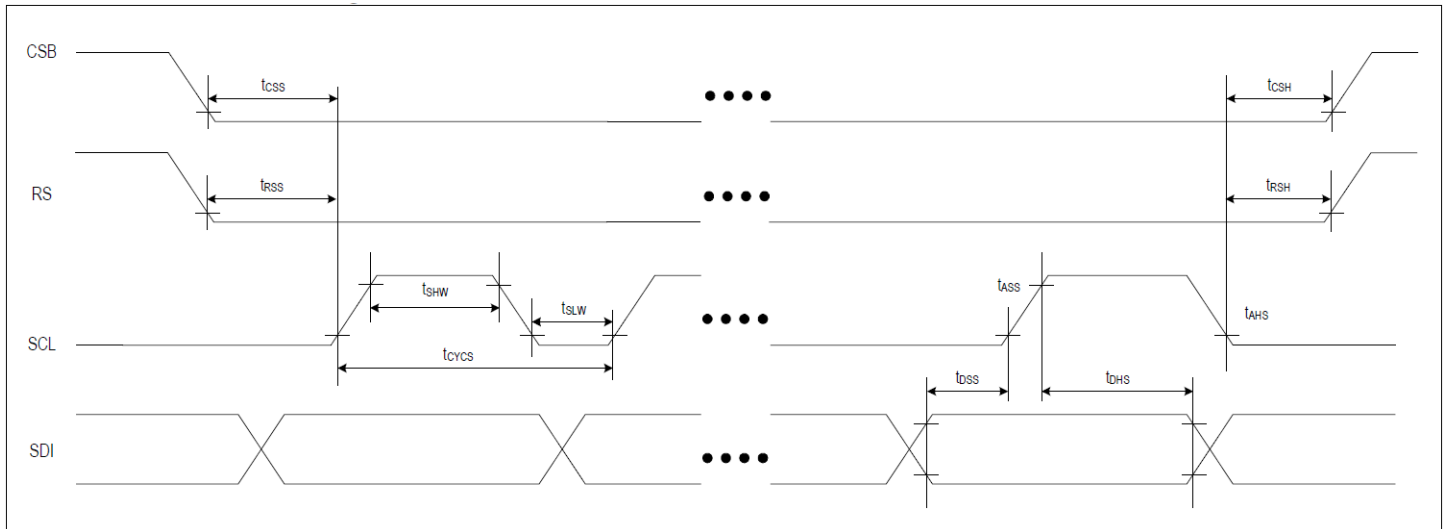 CSB
tCSS
tCSH
RS
tRSS
tRSH
tSHW
tSLW
tASS
tAHS
SCL
tCYCS
tDSS
tDHS
SDI